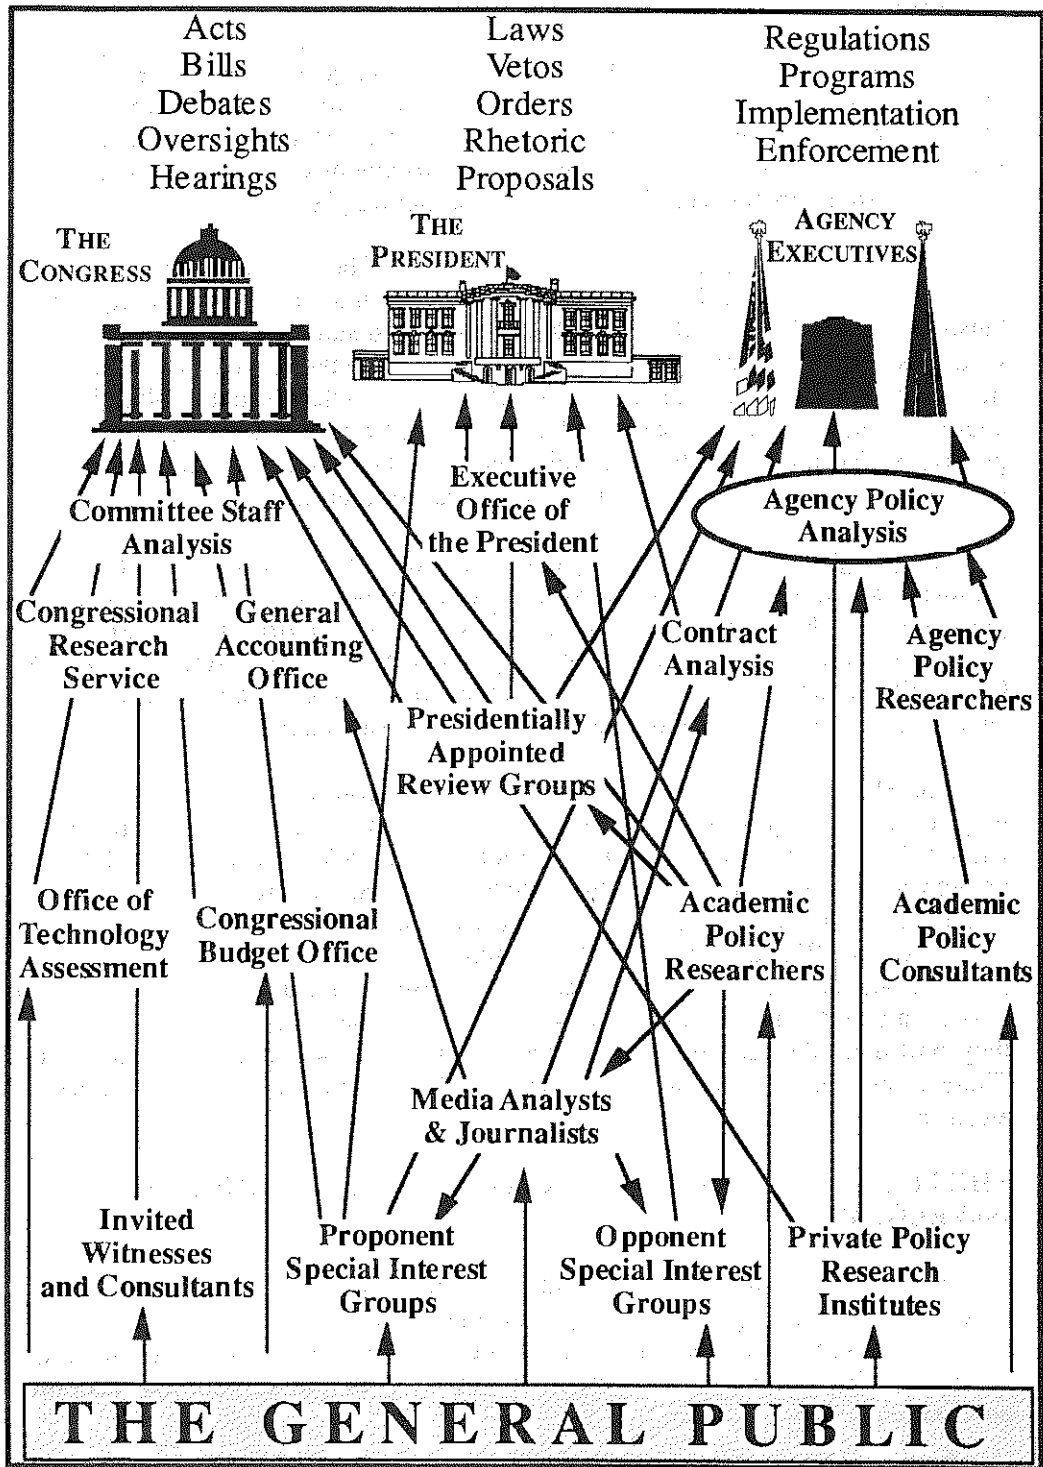 Acts
Bills
Debates
Oversights
Hearings
Laws
Vetos
Orders
Rhetoric
Proposals
Regulations
Programs
Implementation
Enforcement
THE
CONGRESS
THE
PRESIDENT
AGENCY
EXECUTIVES
Committee Staff
Analysis
Executive
Office of
the President
Agency Policy
Analysis
Congressional
Research
Service
General
Accounting
Office
Contract
Analysis
Agency
Policy
Researchers
Presidentially
Appointed
Review Groups
Office of
Technology
Assessment
Congressional
Budget Office
Academic
Policy
Researchers
Academic
Policy
Consultants
Media Analysts
& Journalists
Invited
Witnesses
and Consultants
Proponent
Special Interest
Groups
Opponent
Special Interest
Groups
Private Policy
Research
Institutes
THE GENERAL PUBLIC